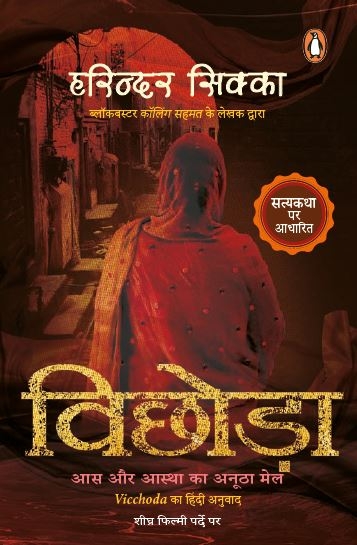 हरिन्दर सिक्का
ब्लॉकबस्टर कॉलिंग सहमत के लेखक द्वारा
सत्यकथा
पर
आधारित
विछोड़ा
आस और आस्था का अनूठा मेल
Vicchoda का हिंदी अनुवाद
शीघ्र फिल्मी पर्दे पर